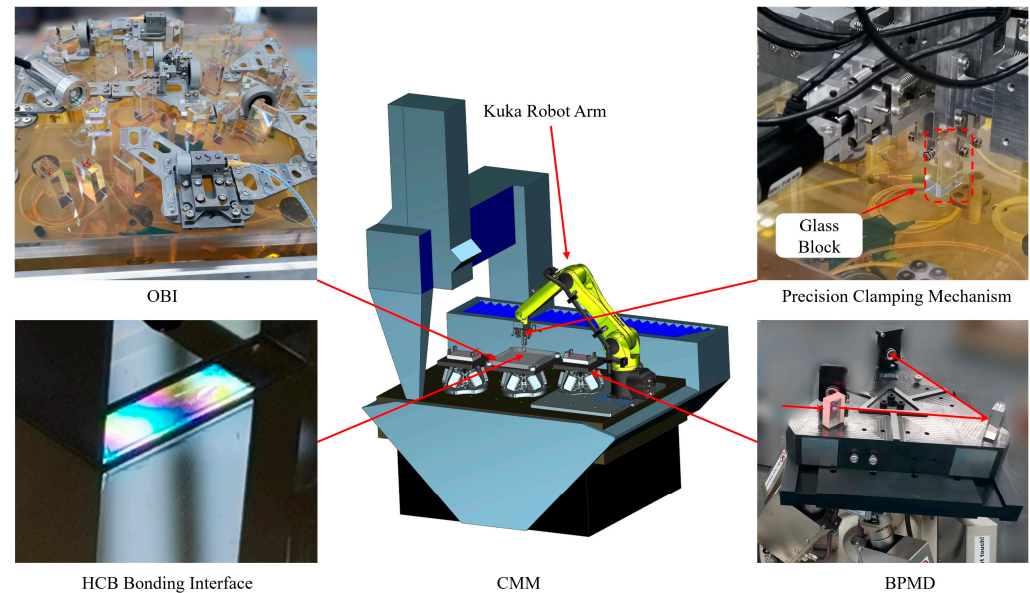 Kuka Robot Arm
Glass
Block
OBI
Precision Clamping Mechanism
HCB Bonding Interface
CMM
BPMD